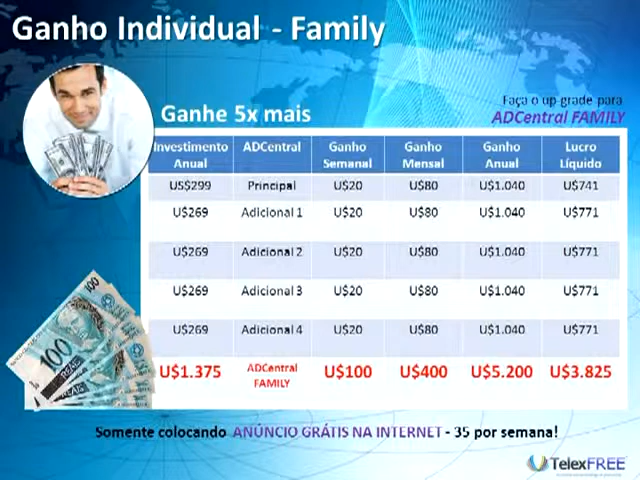 Ganho Individual - Family
Ganhe 5x mais
Faça o up-grade para
ADCentral FAMILY
Investimento Anual ADCentral Ganho Semanal Ganho Mensal Ganho Anual Lucro Líquido
US$299 Principal U$20 U$80 U$1.040 U$741
U$269 Adicional 1 U$20 U$80 U$1.040 U$771
U$269 Adicional 2 U$20 U$80 U$1.040 U$771
U$269 Adicional 3 U$20 U$80 U$1.040 U$771
U$269 Adicional 4 U$20 U$80 U$1.040 U$771
U$1.375 ADCentral FAMILY U$100 U$400 U$5.200 U$3.825
100
100
REAIS
Somente colocando ANÚNCIO GRÁTIS NA INTERNET - 35 por semana!
TelexFREE